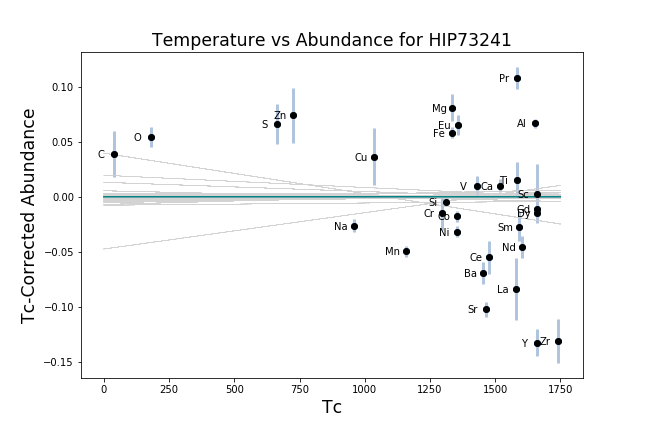 Temperature vs Abundance for HIP73241
Tc-Corrected Abundance
0.10
0.05
0.00
−0.05
−0.10
−0.15
Pr
Mg
Zn
S
Eu
Al
Fe
O
C
Cu
V
Ca
Ti
Sc
Si
Cr
Co
Gd
Dy
Na
Ni
Sm
Mn
Nd
Ce
Ba
La
Sr
Y
Zr
0
250
500
750
1000
1250
1500
1750
Tc